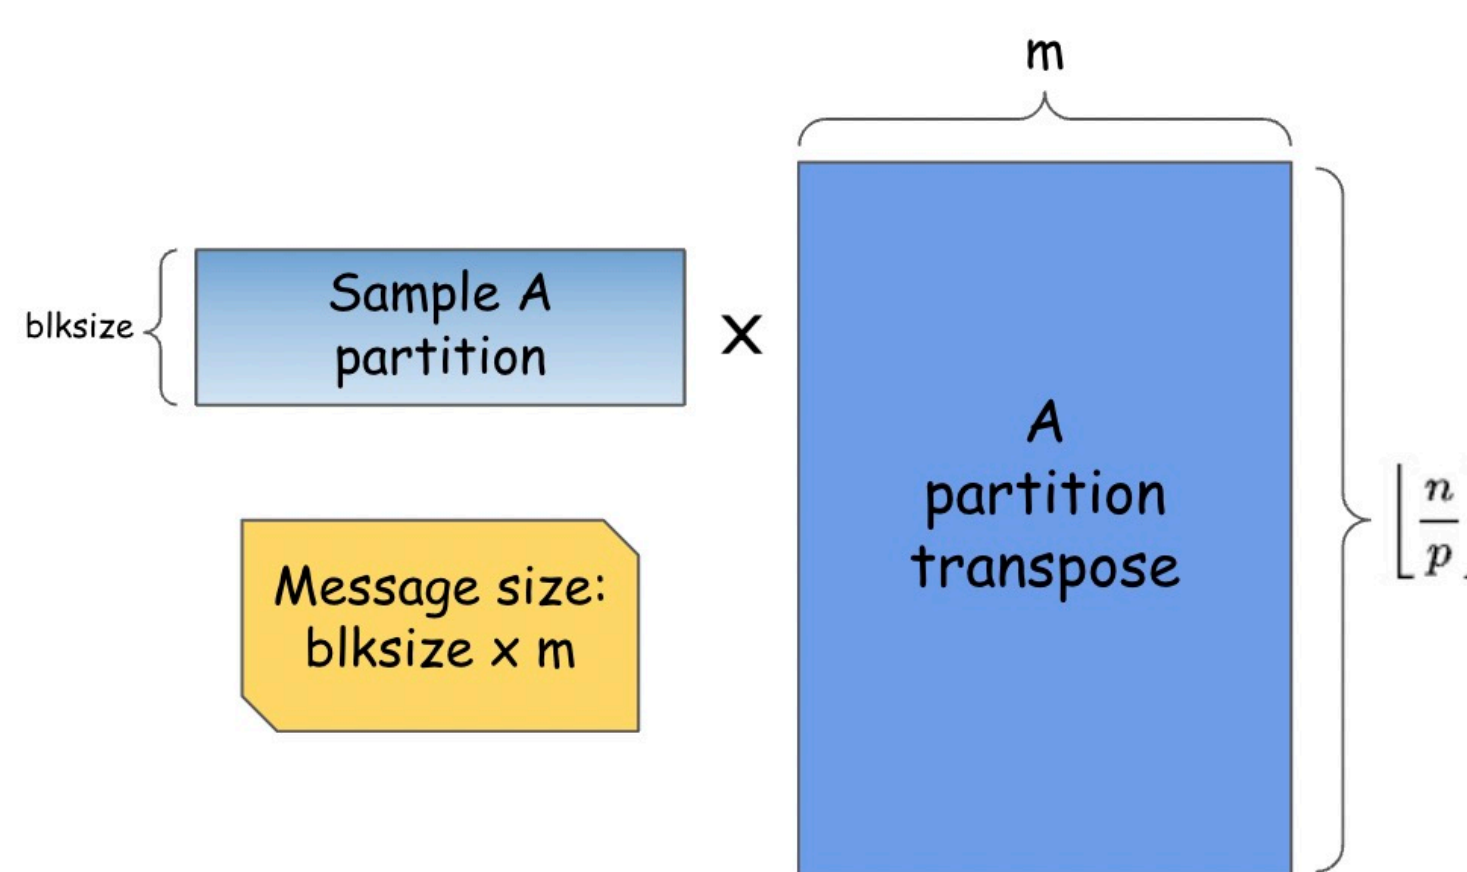 m
blksize
Sample A
partition
x
A
partition
transpose
⌊n/p
Message size:
blksize x m